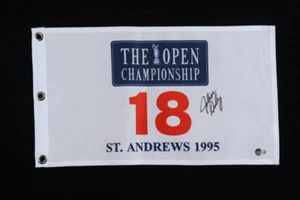 THE OPEN
CHAMPIONSHIP
18
ST. ANDREWS 1995